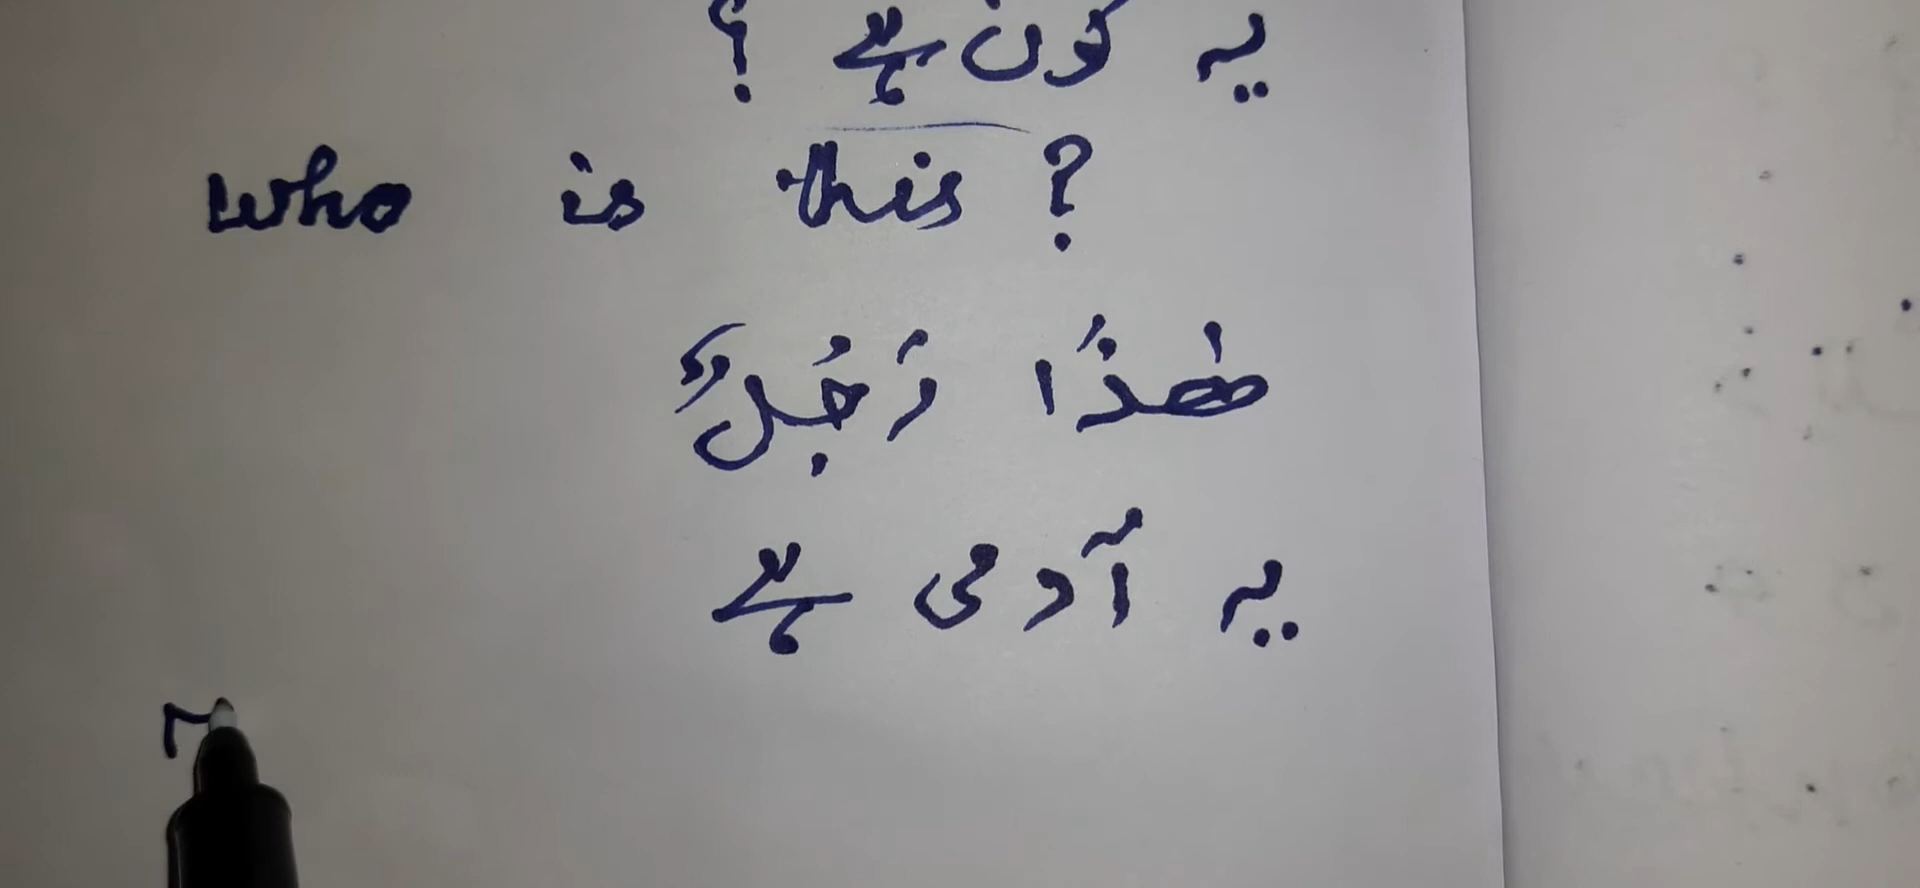 یہ کون ہے ؟
who is this ?
ھٰذَا رَجُلٌ
یہ آدمی ہے